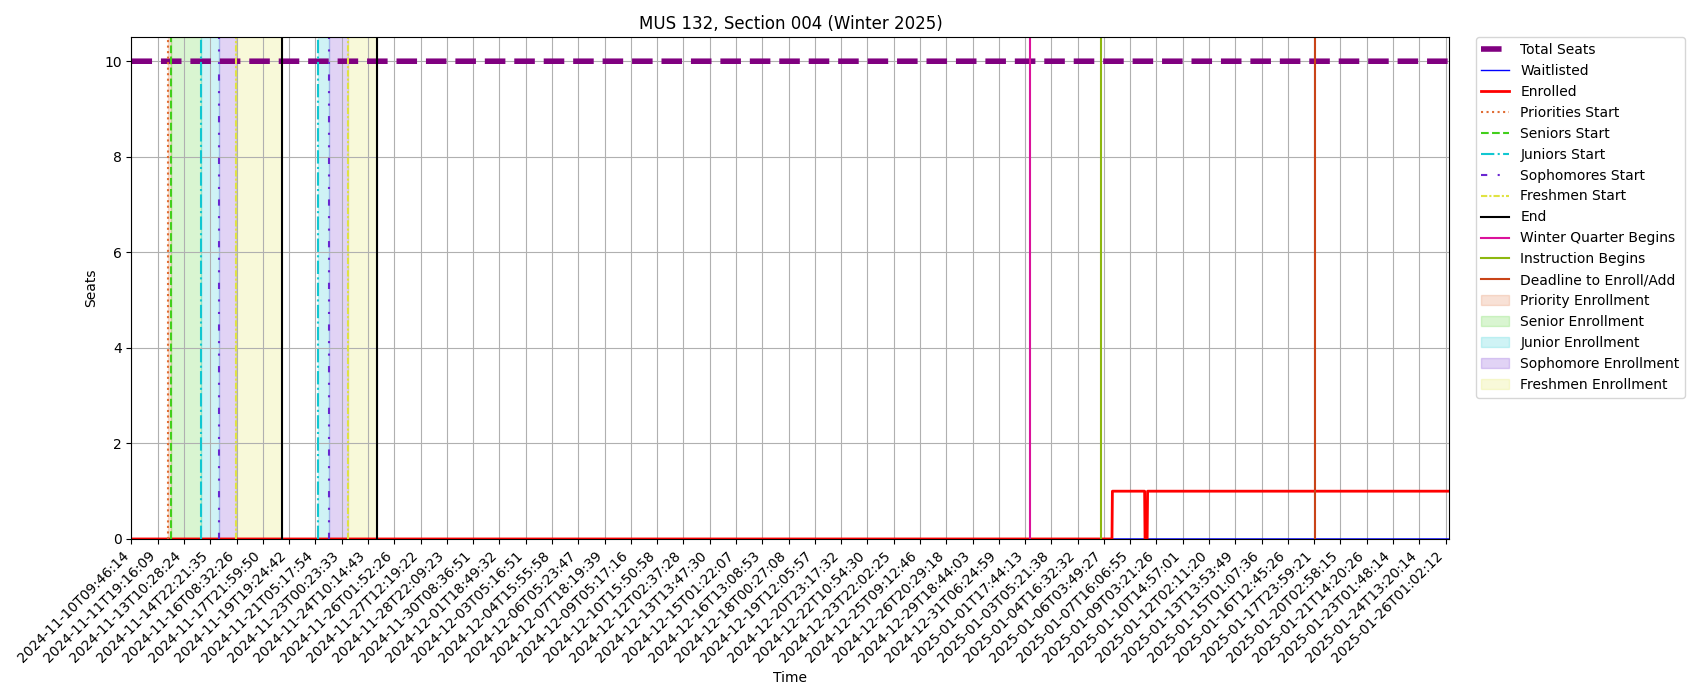 MUS 132, Section 004 (Winter 2025)
Seats
10
8
6
4
2
0
2024-11-10T09:46:14
2024-11-11T19:16:09
2024-11-13T10:28:24
2024-11-14T22:21:35
2024-11-16T08:32:26
2024-11-17T21:59:50
2024-11-19T19:24:42
2024-11-21T05:17:54
2024-11-23T00:23:33
2024-11-24T10:14:43
2024-11-26T01:52:26
2024-11-27T12:19:22
2024-11-28T22:09:23
2024-11-30T08:36:51
2024-12-01T18:49:32
2024-12-03T05:16:51
2024-12-04T15:55:58
2024-12-06T05:23:47
2024-12-07T18:19:39
2024-12-09T05:17:16
2024-12-10T15:50:58
2024-12-12T02:37:28
2024-12-13T13:47:30
2024-12-15T01:22:07
2024-12-16T13:08:53
2024-12-18T00:27:08
2024-12-19T12:05:57
2024-12-20T23:17:32
2024-12-22T10:54:30
2024-12-23T22:02:25
2024-12-25T09:12:46
2024-12-26T20:29:18
2024-12-29T18:44:03
2024-12-31T06:24:59
2025-01-01T17:44:13
2025-01-03T05:21:38
2025-01-04T16:32:32
2025-01-06T03:49:27
2025-01-07T16:06:55
2025-01-09T03:21:26
2025-01-10T14:57:01
2025-01-12T02:11:20
2025-01-13T13:53:49
2025-01-15T01:07:36
2025-01-16T12:45:26
2025-01-17T23:59:21
2025-01-20T02:58:15
2025-01-21T14:20:26
2025-01-23T01:48:14
2025-01-24T13:20:14
2025-01-26T01:02:12
Time
Total Seats
Waitlisted
Enrolled
Priorities Start
Seniors Start
Juniors Start
Sophomores Start
Freshmen Start
End
Winter Quarter Begins
Instruction Begins
Deadline to Enroll/Add
Priority Enrollment
Senior Enrollment
Junior Enrollment
Sophomore Enrollment
Freshmen Enrollment